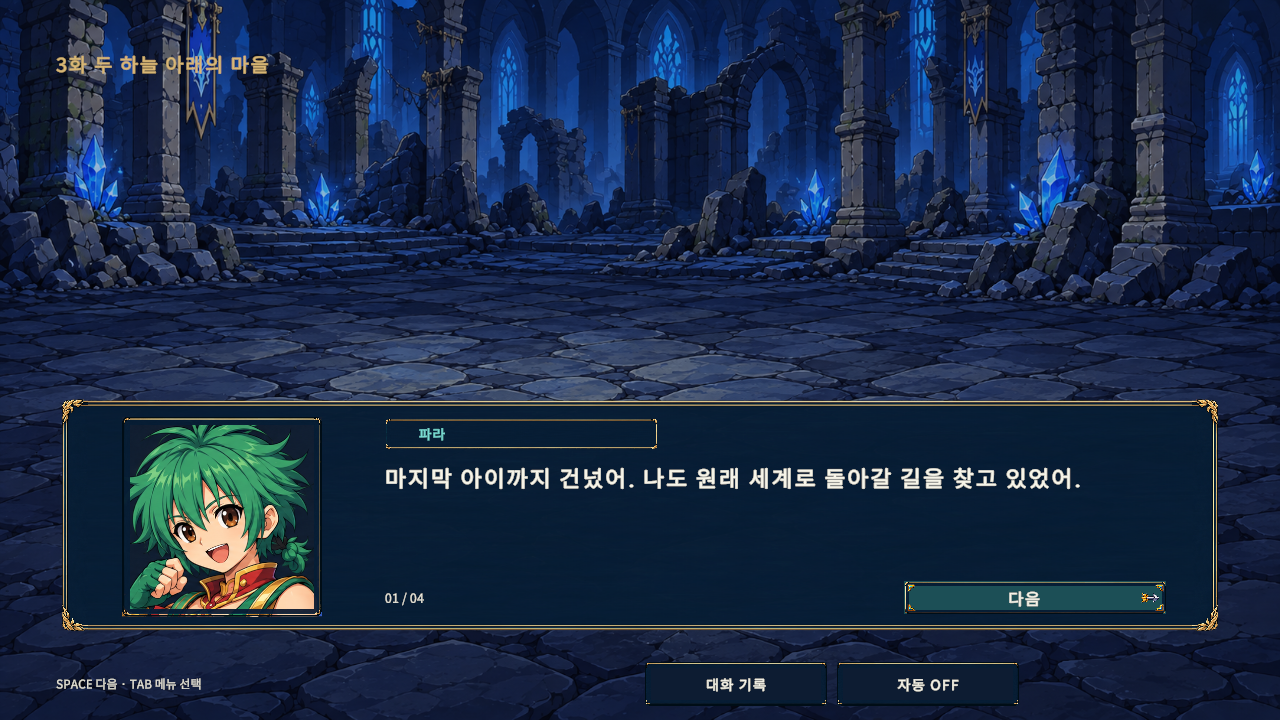 3화 두 하늘 아래의 마을
파라
마지막 아이까지 건넜어. 나도 원래 세계로 돌아갈 길을 찾고 있었어.
01 / 04
다음
SPACE 다음 · TAB 메뉴 선택
대화 기록
자동 OFF